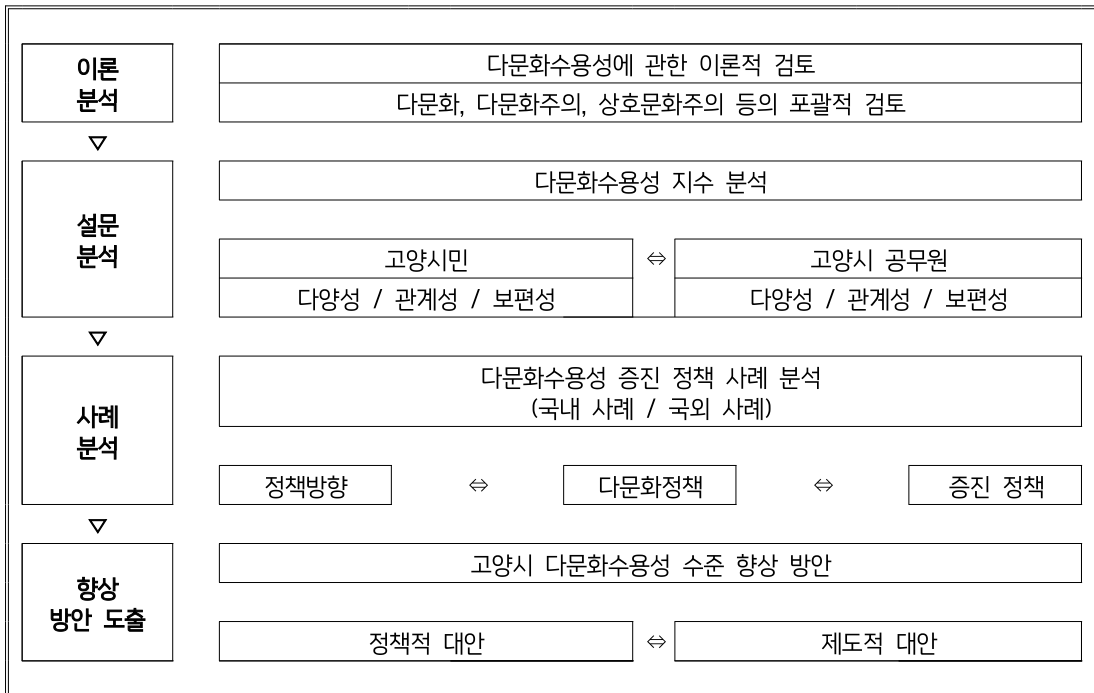 이론
분석
다문화수용성에 관한 이론적 검토
다문화, 다문화주의, 상호문화주의 등의 포괄적 검토
▽
설문
분석
다문화수용성 지수 분석
고양시민 ⇔ 고양시 공무원
다양성 / 관계성 / 보편성 다양성 / 관계성 / 보편성
▽
사례
분석
다문화수용성 증진 정책 사례 분석
(국내 사례 / 국외 사례)
정책방향 ⇔ 다문화정책 ⇔ 증진 정책
▽
향상
방안 도출
고양시 다문화수용성 수준 향상 방안
정책적 대안 ⇔ 제도적 대안